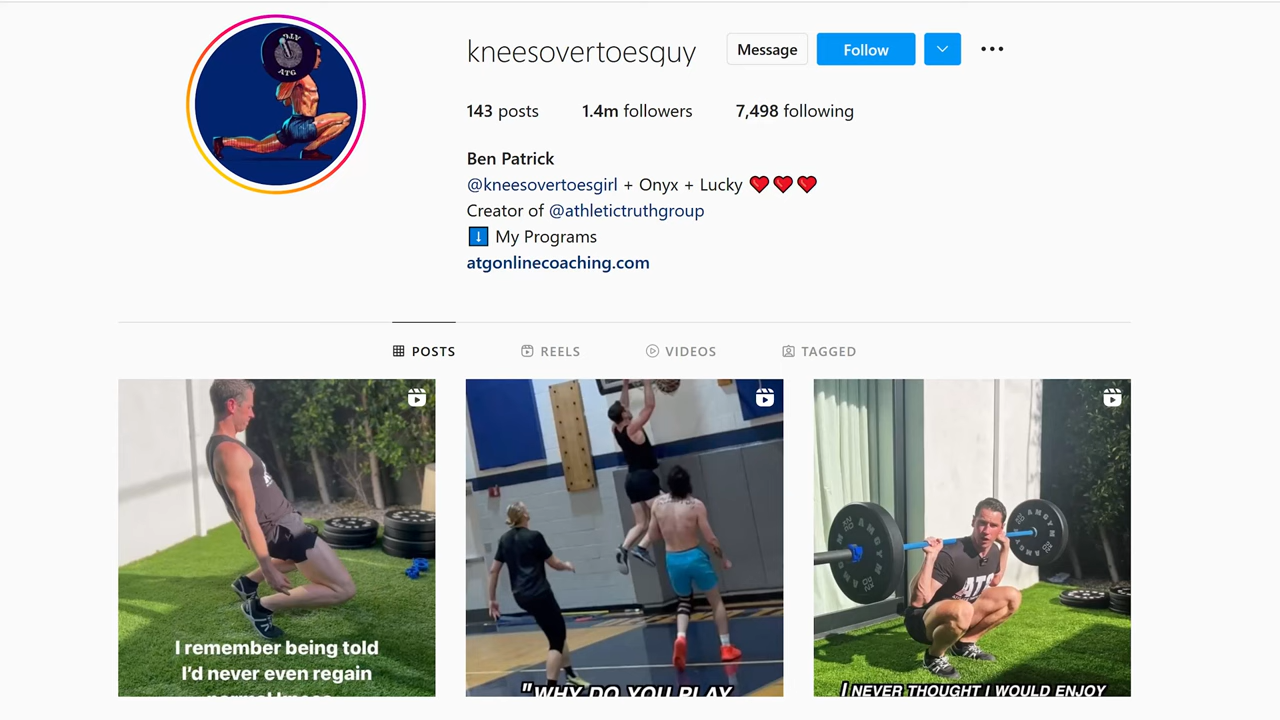 kneesovertoesguy
Message
Follow
143 posts
1.4m followers
7,498 following
Ben Patrick
@kneesovertoesgirl + Onyx + Lucky ❤️❤️❤️
Creator of @athletictruthgroup
⬇️ My Programs
atgonlinecoaching.com
POSTS
REELS
VIDEOS
TAGGED
ATG
I remember being told
I'd never even regain
"WHY DO YOU PLAY
ATG
I NEVER THOUGHT I WOULD ENJOY